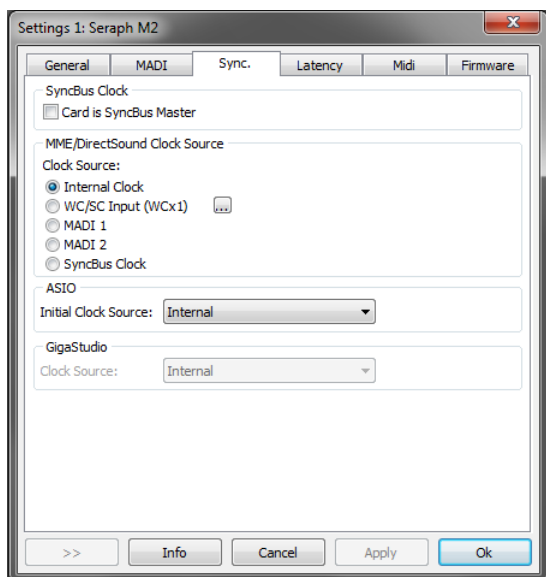 Settings 1: Seraph M2
General MADI Sync. Latency Midi Firmware
SyncBus Clock
Card is SyncBus Master
MME/DirectSound Clock Source
Clock Source:
Internal Clock
WC/SC Input (WCx1) ...
MADI 1
MADI 2
SyncBus Clock
ASIO
Initial Clock Source: Internal
GigaStudio
Clock Source: Internal
>> Info Cancel Apply Ok